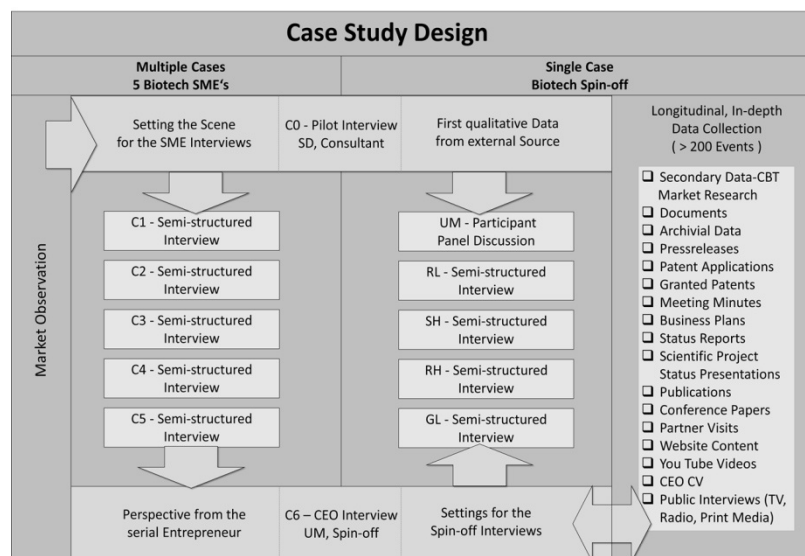 Case Study Design
Multiple Cases
5 Biotech SME‘s
Single Case
Biotech Spin-off
Market Observation
Setting the Scene
for the SME Interviews
C0 - Pilot Interview
SD, Consultant
First qualitative Data
from external Source
C1 - Semi-structured
Interview
C2 - Semi-structured
Interview
C3 - Semi-structured
Interview
C4 - Semi-structured
Interview
C5 - Semi-structured
Interview
UM - Participant
Panel Discussion
RL - Semi-structured
Interview
SH - Semi-structured
Interview
RH - Semi-structured
Interview
GL - Semi-structured
Interview
Perspective from the
serial Entrepreneur
C6 – CEO Interview
UM, Spin-off
Settings for the
Spin-off Interviews
Longitudinal, In-depth
Data Collection
( > 200 Events )
❑ Secondary Data-CBT
Market Research
❑ Documents
❑ Archivial Data
❑ Pressreleases
❑ Patent Applications
❑ Granted Patents
❑ Meeting Minutes
❑ Business Plans
❑ Status Reports
❑ Scientific Project
Status Presentations
❑ Publications
❑ Conference Papers
❑ Partner Visits
❑ Website Content
❑ You Tube Videos
❑ CEO CV
❑ Public Interviews (TV,
Radio, Print Media)